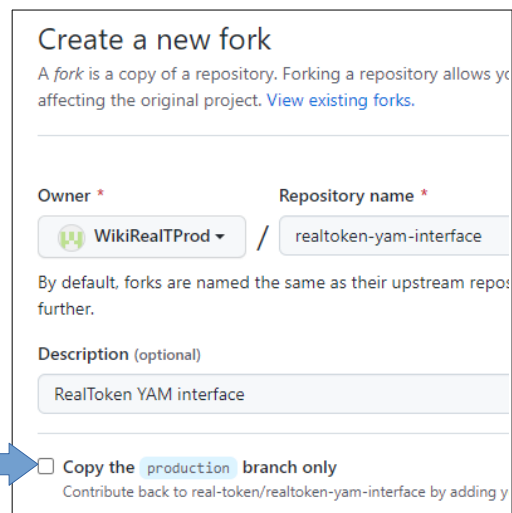 Create a new fork
A fork is a copy of a repository. Forking a repository allows
affecting the original project. View existing forks.
Owner *
Repository name *
WikiRealTProd
/
realtoken-yam-interface
By default, forks are named the same as their upstream
further.
Description (optional)
RealToken YAM interface
Copy the production branch only
Contribute back to real-token/realtoken-yam-interface by adding